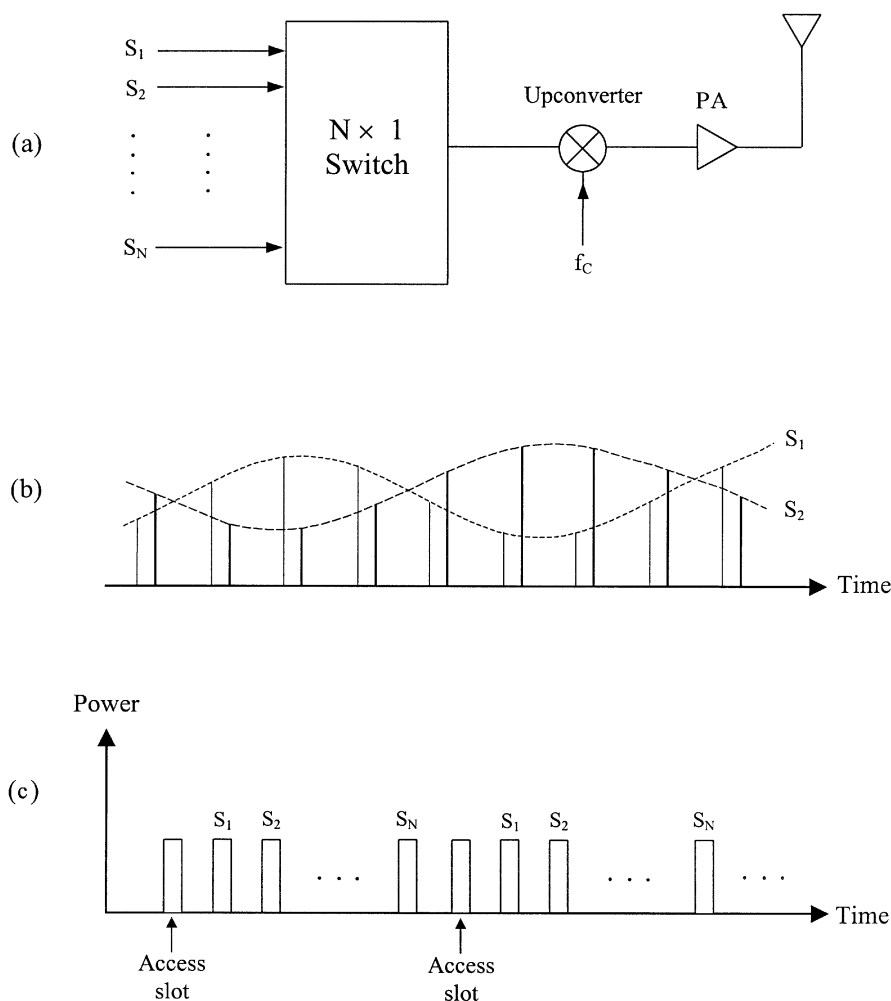 (a)
S1
S2
SN
N × 1
Switch
Upconverter
PA
fC
(b)
S1
S2
Time
(c)
Power
S1
S2
. . .
SN
S1
S2
. . .
SN
. . .
Time
Access
slot
Access
slot